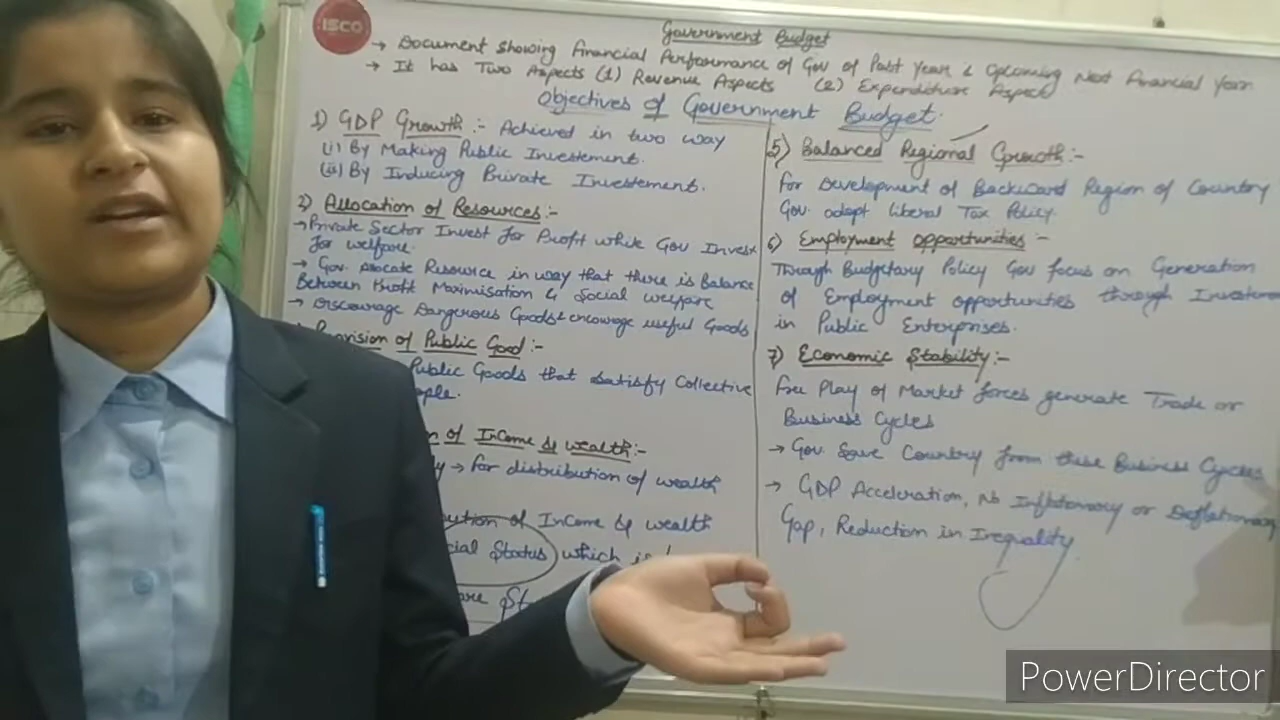 ISCO
Government Budget
→ Document showing Financial Performance of Gov of Past Year & Upcoming Next Financial Year
→ It has Two Aspects (1) Revenue Aspects (2) Expenditure Aspect
Objectives of Government Budget
1) GDP Growth :- Achieved in two way
(i) By Making Public Investement.
(ii) By Inducing Private Investement.
2) Allocation of Resources:-
→ Private Sector Invest for Profit while Gov Invest
for welfare.
→ Gov. Allocate Resource in way that there is Balance
Between Profit Maximisation & Social welfare
→ Discourage Dangerous Goods & encourage useful Goods
Provision of Public Good :-
Public Goods that satisfy Collective
ple.
of Income & wealth:-
→ for distribution of wealth
bution of Income & wealth
cial Status which is
are
5) Balanced Regional Growth:-
for Development of Backward Region of Country
Gov. adopt liberal Tax Policy.
6) Employment opportunities :-
Through Budgetary Policy Gov focus on Generation
of Employment opportunities through Investem
in Public Enterprises.
7) Economic Stability:-
free Play of Market forces generate Trade or
Business Cycles
→ Gov. Save Country from these Business Cycles
→ GDP Acceleration, No Inflationary or Deflationary
Gap, Reduction in Inequality.
PowerDirector